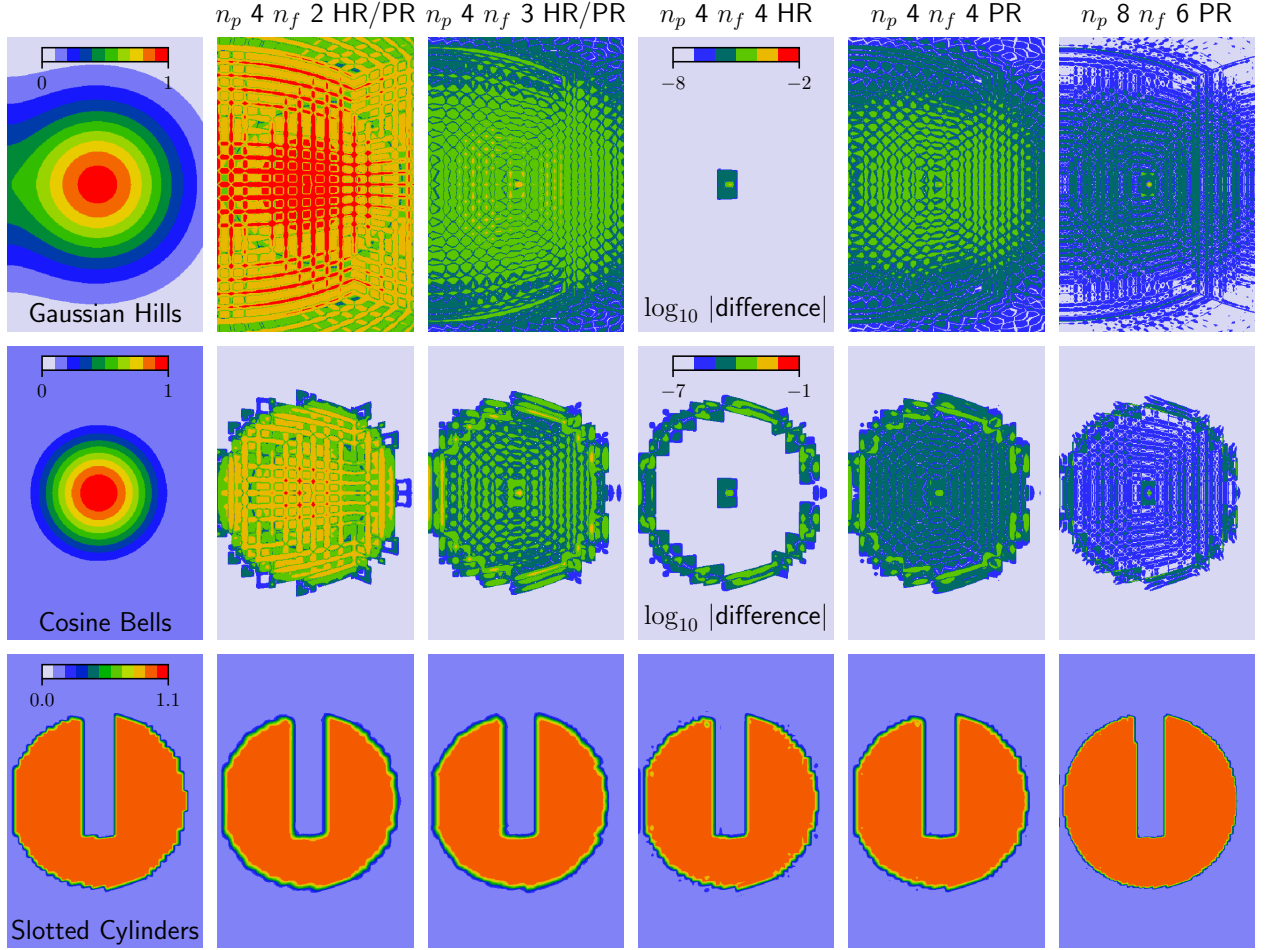 n_p 4 n_f 2 HR/PR
n_p 4 n_f 3 HR/PR
n_p 4 n_f 4 HR
n_p 4 n_f 4 PR
n_p 8 n_f 6 PR
0 1
Gaussian Hills
-8 -2
log₁₀ |difference|
0 1
Cosine Bells
-7 -1
log₁₀ |difference|
0.0 1.1
Slotted Cylinders